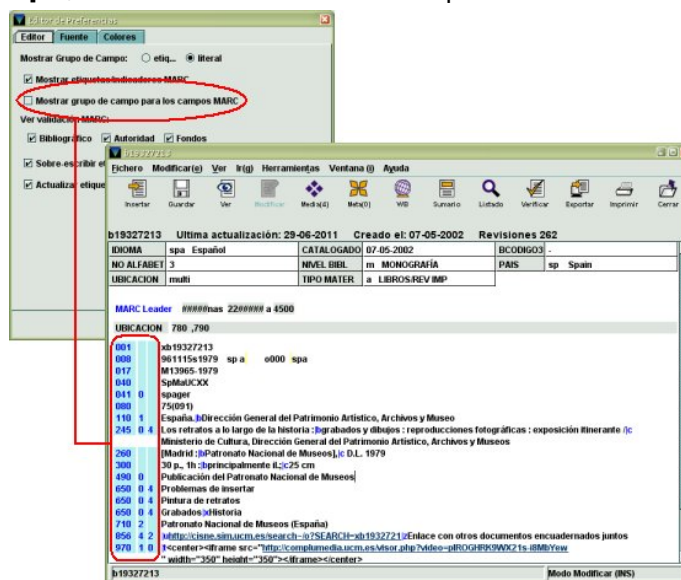 Editor de Preferencias
Editor Fuente Colores
Mostrar Grupo de Campo: etiq... literal
Mostrar etiquetas/indicadores MARC
Mostrar grupo de campo para los campos MARC
Ver validación MARC:
Bibliográfico Autoridad Fondos
Sobre-escribir et
Actualizar etique
b19327213
Fichero Modificar(e) Ver Ir(g) Herramientas Ventana (i) Ayuda
Insertar Guardar Ver Modificar Media(4) Meta(0) WB Sumario Listado Verificar Exportar Imprimir Cerrar
b19327213 Ultima actualización: 29-06-2011 Creado el: 07-05-2002 Revisiones 262
IDIOMA spa Español CATALOGADO 07-05-2002 BCODIGO3 -
NO ALFABET 3 NIVEL BIBL m MONOGRAFÍA PAIS sp Spain
UBICACION multi TIPO MATER a LIBROS/REV IMP
MARC Leader #####nas 22##### a 4500
UBICACION 780 ,790
001 xb19327213
008 961115s1979 sp a o000 spa
017 M13965-1979
040 SpMaUCXX
041 0 spager
080 75(091)
110 1 España.|bDirección General del Patrimonio Artístico, Archivos y Museo
245 0 4 Los retratos a lo largo de la historia :|bgrabados y dibujos : reproducciones fotográficas : exposición itinerante /|c
Ministerio de Cultura, Dirección General del Patrimonio Artístico, Archivos y Museos
260 [Madrid :|bPatronato Nacional de Museos],|c D.L. 1979
300 30 p., 1h :|bprincipalmente il.;|c25 cm
490 0 Publicación del Patronato Nacional de Museos
650 0 4 Problemas de insertar
650 0 4 Pintura de retratos
650 0 4 Grabados|xHistoria
710 2 Patronato Nacional de Museos (España)
856 4 2 |uhttp://cisne.sim.ucm.es/search~/o?SEARCH=xb1932721|zEnlace con otros documentos encuadernados juntos
970 1 0 <center><iframe src="http://complumedia.ucm.es/visor.php?video=
" width="350" height="350"></iframe></center>
b19327213 Modo Modificar (INS)